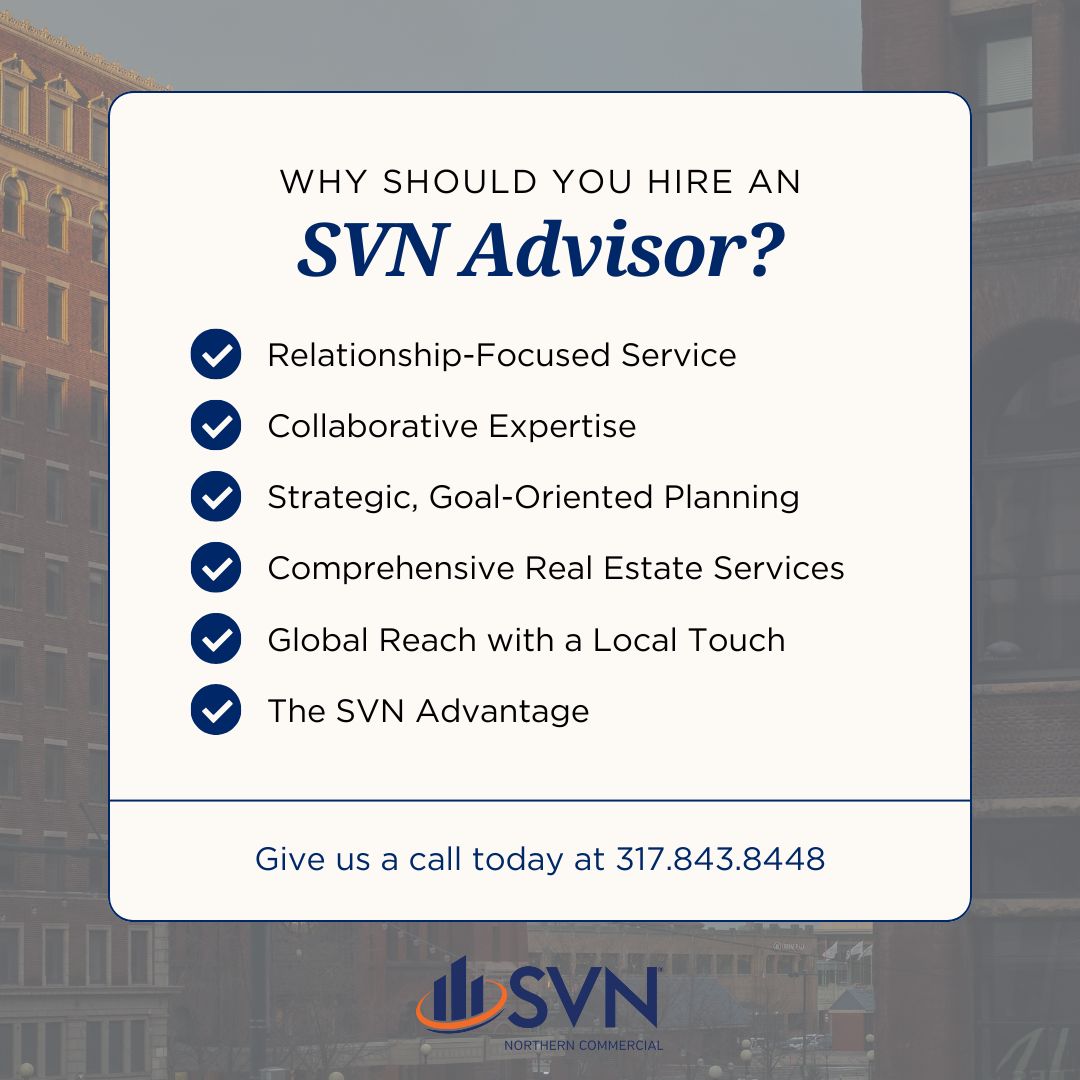 WHY SHOULD YOU HIRE AN
SVN Advisor?
Relationship-Focused Service
Collaborative Expertise
Strategic, Goal-Oriented Planning
Comprehensive Real Estate Services
Global Reach with a Local Touch
The SVN Advantage
Give us a call today at 317.843.8448
SVN
NORTHERN COMMERCIAL